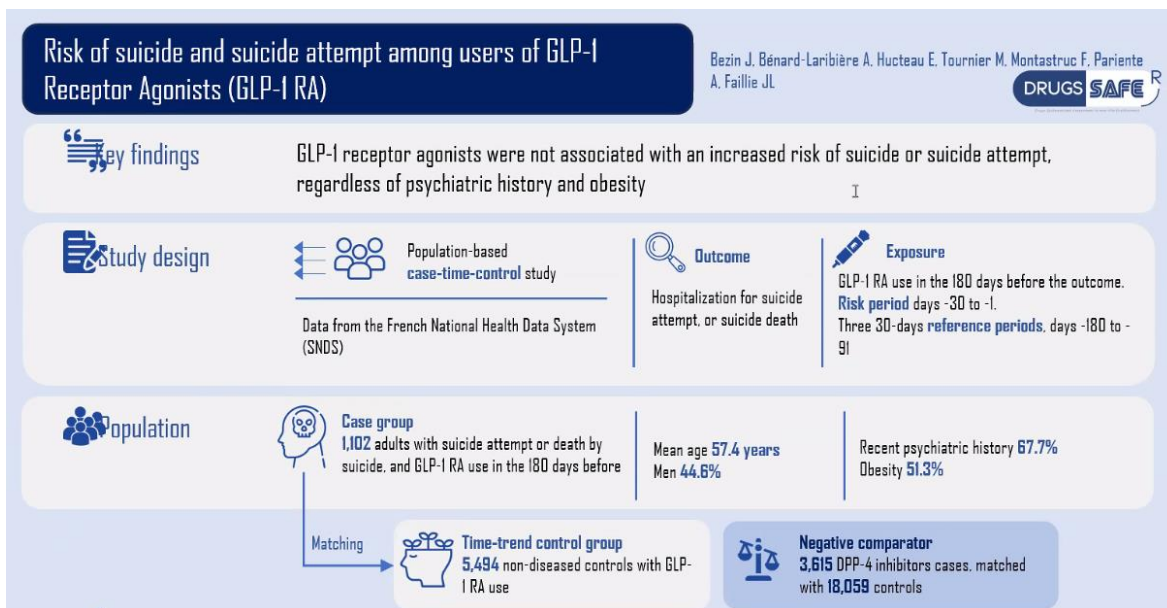 Risk of suicide and suicide attempt among users of GLP-1
Receptor Agonists (GLP-1 RA)
Bezin J, Bénard-Laribière A, Hucteau E, Tournier M, Montastruc F, Pariente
A, Faillie JL
DRUGS SAFE R
Key findings
GLP-1 receptor agonists were not associated with an increased risk of suicide or suicide attempt,
regardless of psychiatric history and obesity
Study design
Population-based
case-time-control study
Data from the French National Health Data System
(SNDS)
Outcome
Hospitalization for suicide
attempt, or suicide death
Exposure
GLP-1 RA use in the 180 days before the outcome.
Risk period days -30 to -1.
Three 30-days reference periods, days -180 to -
91
Population
Case group
1,102 adults with suicide attempt or death by
suicide, and GLP-1 RA use in the 180 days before
Mean age 57.4 years
Men 44.6%
Recent psychiatric history 67.7%
Obesity 51.3%
Matching
Time-trend control group
5,494 non-diseased controls with GLP-
1 RA use
Negative comparator
3,615 DPP-4 inhibitors cases, matched
with 18,059 controls